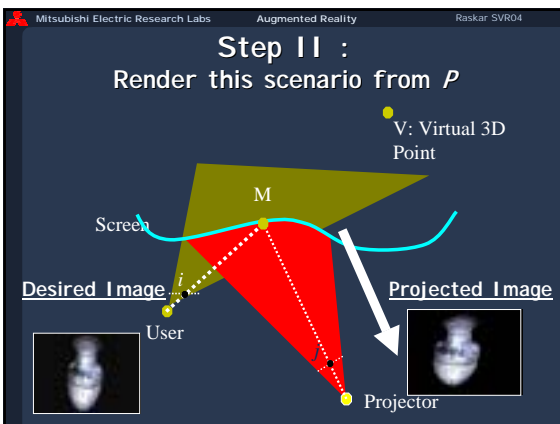 Mitsubishi Electric Research Labs Augmented Reality Raskar SVR04
Step II :
Render this scenario from P
V: Virtual 3D
Point
M
Screen
i
Desired Image
Projected Image
User
j
Projector